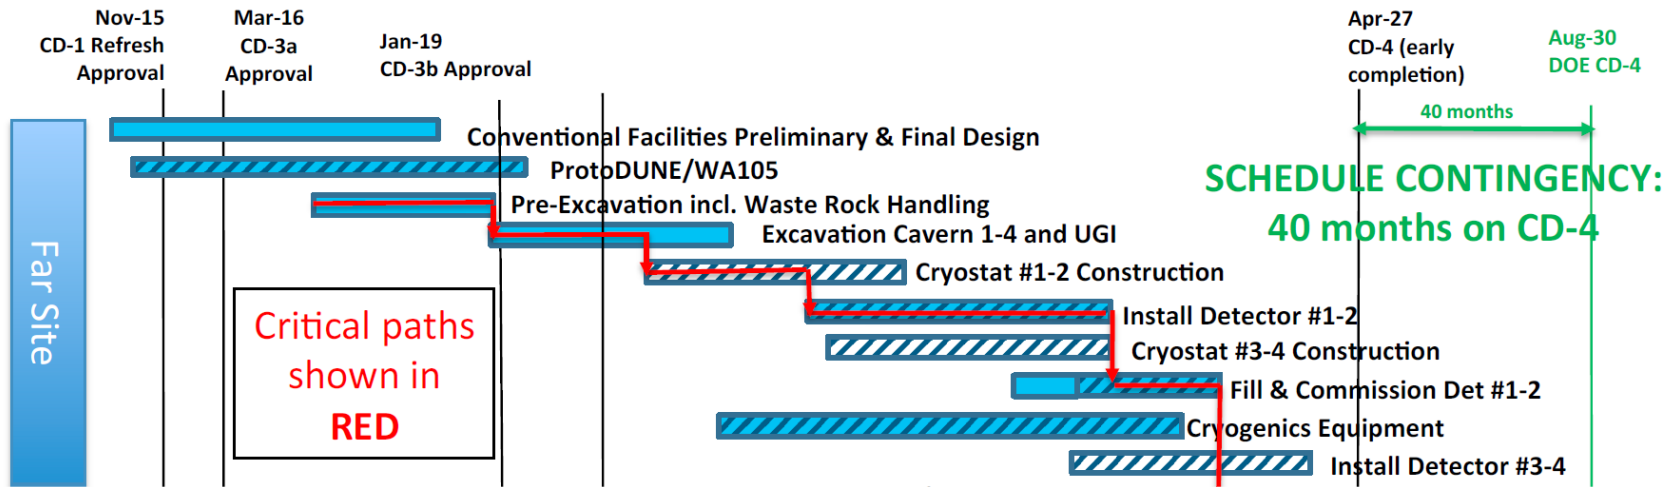 Nov-15
CD-1 Refresh
Approval
Mar-16
CD-3a
Approval
Jan-19
CD-3b Approval
Apr-27
CD-4 (early
completion)
Aug-30
DOE CD-4
40 months
Conventional Facilities Preliminary & Final Design
ProtoDUNE/WA105
SCHEDULE CONTINGENCY:
40 months on CD-4
Pre-Excavation incl. Waste Rock Handling
Excavation Cavern 1-4 and UGI
Cryostat #1-2 Construction
Far Site
Critical paths
shown in
RED
Install Detector #1-2
Cryostat #3-4 Construction
Fill & Commission Det #1-2
Cryogenics Equipment
Install Detector #3-4